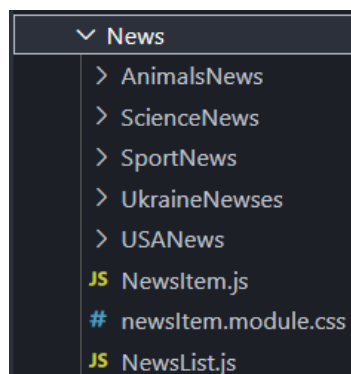 News
AnimalsNews
ScienceNews
SportNews
UkraineNewses
USANews
JS NewsItem.js
# newsItem.module.css
JS NewsList.js